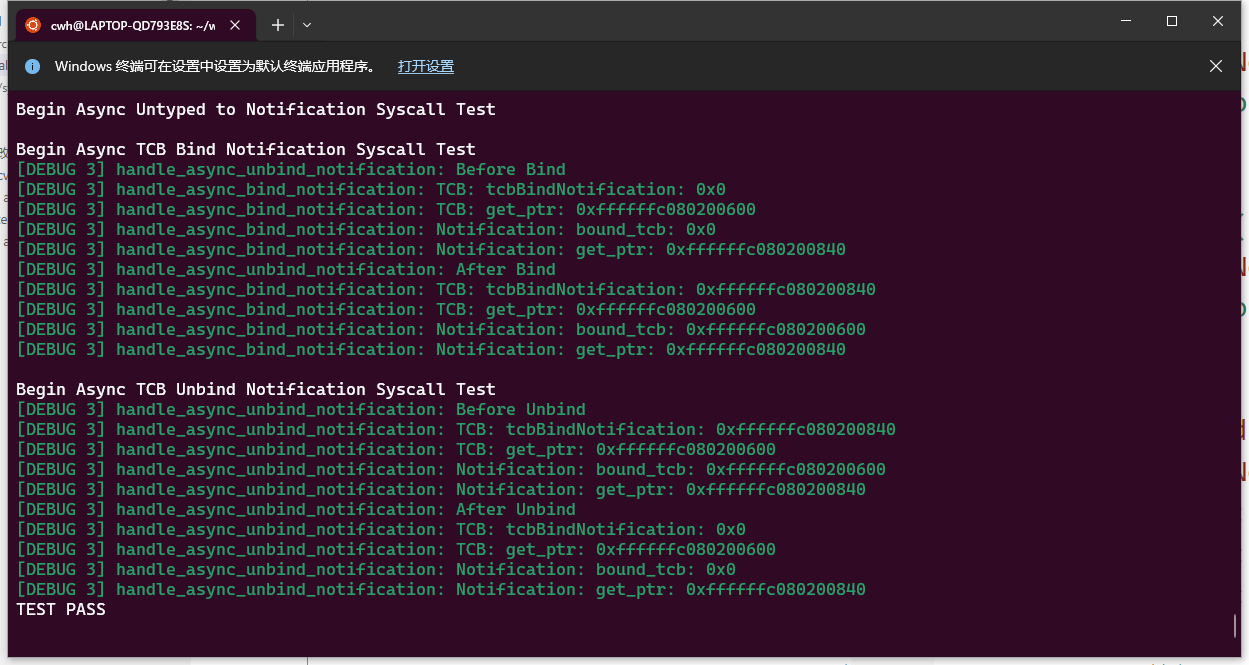 cwh@LAPTOP-QD793E8S: ~/w
Windows 终端可在设置中设置为默认终端应用程序。 打开设置
Begin Async Untyped to Notification Syscall Test
Begin Async TCB Bind Notification Syscall Test
[DEBUG 3] handle_async_unbind_notification: Before Bind
[DEBUG 3] handle_async_bind_notification: TCB: tcbBindNotification: 0x0
[DEBUG 3] handle_async_bind_notification: TCB: get_ptr: 0xffffffc080200600
[DEBUG 3] handle_async_bind_notification: Notification: bound_tcb: 0x0
[DEBUG 3] handle_async_bind_notification: Notification: get_ptr: 0xffffffc080200840
[DEBUG 3] handle_async_unbind_notification: After Bind
[DEBUG 3] handle_async_bind_notification: TCB: tcbBindNotification: 0xffffffc080200840
[DEBUG 3] handle_async_bind_notification: TCB: get_ptr: 0xffffffc080200600
[DEBUG 3] handle_async_bind_notification: Notification: bound_tcb: 0xffffffc080200600
[DEBUG 3] handle_async_bind_notification: Notification: get_ptr: 0xffffffc080200840
Begin Async TCB Unbind Notification Syscall Test
[DEBUG 3] handle_async_unbind_notification: Before Unbind
[DEBUG 3] handle_async_unbind_notification: TCB: tcbBindNotification: 0xffffffc080200840
[DEBUG 3] handle_async_unbind_notification: TCB: get_ptr: 0xffffffc080200600
[DEBUG 3] handle_async_unbind_notification: Notification: bound_tcb: 0xffffffc080200600
[DEBUG 3] handle_async_unbind_notification: Notification: get_ptr: 0xffffffc080200840
[DEBUG 3] handle_async_unbind_notification: After Unbind
[DEBUG 3] handle_async_unbind_notification: TCB: tcbBindNotification: 0x0
[DEBUG 3] handle_async_unbind_notification: TCB: get_ptr: 0xffffffc080200600
[DEBUG 3] handle_async_unbind_notification: Notification: bound_tcb: 0x0
[DEBUG 3] handle_async_unbind_notification: Notification: get_ptr: 0xffffffc080200840
TEST PASS